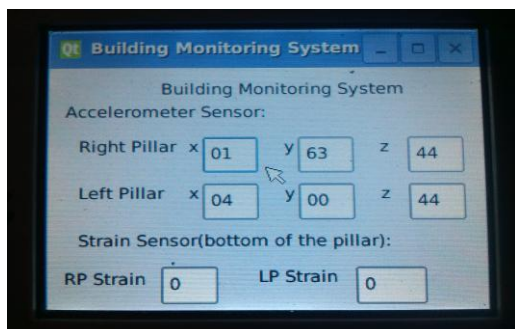 Qt Building Monitoring System
Building Monitoring System
Accelerometer Sensor:
Right Pillar x 01 y 63 z 44
Left Pillar x 04 y 00 z 44
Strain Sensor(bottom of the pillar):
RP Strain 0 LP Strain 0